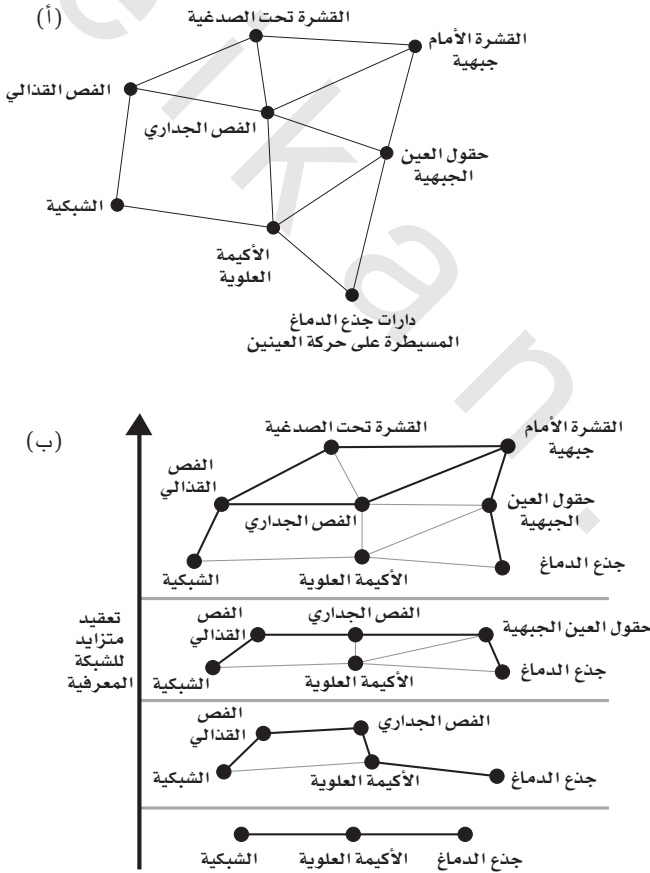 (أ)
القشرة تحت الصدغية
القشرة الأمام
جبهية
الفص القذالي
الفص الجداري
حقول العين
الجبهية
الشبكية
الأكيمة
العلوية
دارات جذع الدماغ
المسيطرة على حركة العينين
(ب)
القشرة تحت الصدغية
القشرة الأمام
جبهية
الفص
القذالي
الفص الجداري
حقول العين
الجبهية
الشبكية
الأكيمة العلوية
جذع الدماغ
تعقيد
متزايد
للشبكة
المعرفية
الفص
القذالي
الفص الجداري
حقول العين الجبهية
الشبكية
الأكيمة العلوية
جذع الدماغ
الفص
القذالي
الفص الجداري
الشبكية
الأكيمة العلوية
جذع الدماغ
الشبكية
الأكيمة العلوية
جذع الدماغ
ikan.